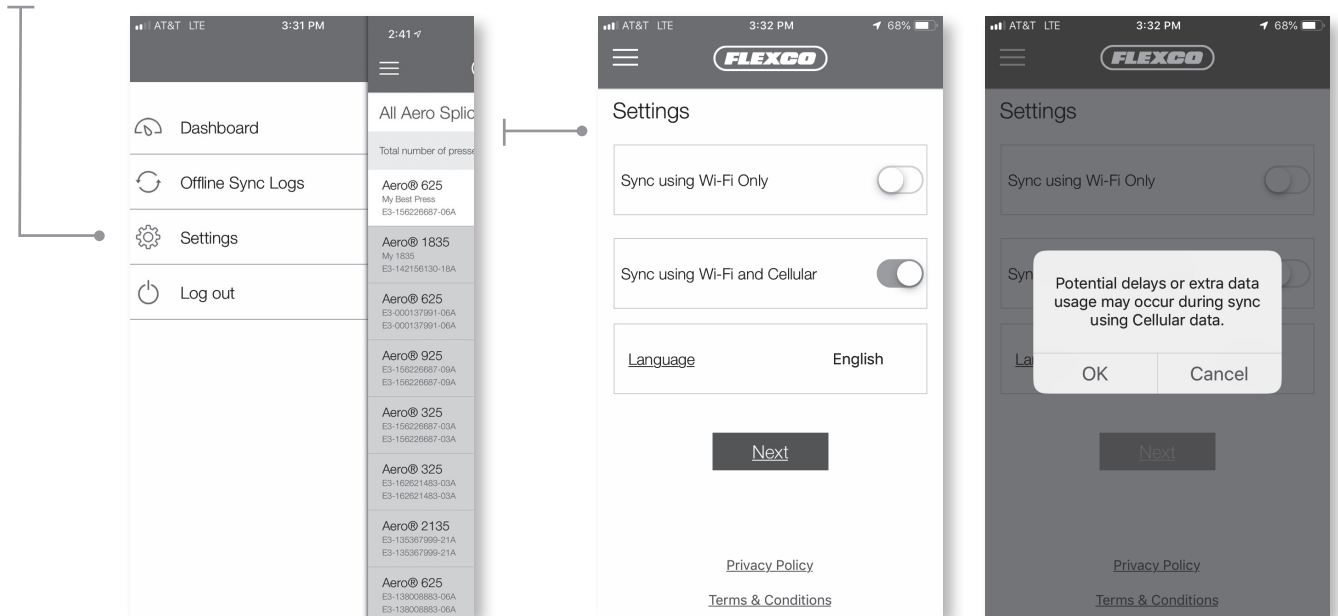 AT&T LTE 3:31 PM
Dashboard
Offline Sync Logs
Settings
Log out
2:41
All Aero Splic
Total number of presse
Aero® 625
My Best Press
E3-156226687-06A
Aero® 1835
My 1835
E3-142156130-18A
Aero® 625
E3-000137991-06A
E3-000137991-06A
Aero® 925
E3-156226687-09A
E3-156226687-09A
Aero® 325
E3-156226687-03A
E3-156226687-03A
Aero® 325
E3-162621483-03A
E3-162621483-03A
Aero® 2135
E3-135367999-21A
E3-135367999-21A
Aero® 625
E3-138008883-06A
E3-138008883-06A
AT&T LTE 3:32 PM 68%
FLEXCO
Settings
Sync using Wi-Fi Only
Sync using Wi-Fi and Cellular
Language English
Next
Privacy Policy
Terms & Conditions
AT&T LTE 3:32 PM 68%
FLEXCO
Settings
Sync using Wi-Fi Only
Syn
Potential delays or extra data
usage may occur during sync
using Cellular data.
La
OK Cancel
Next
Privacy Policy
Terms & Conditions